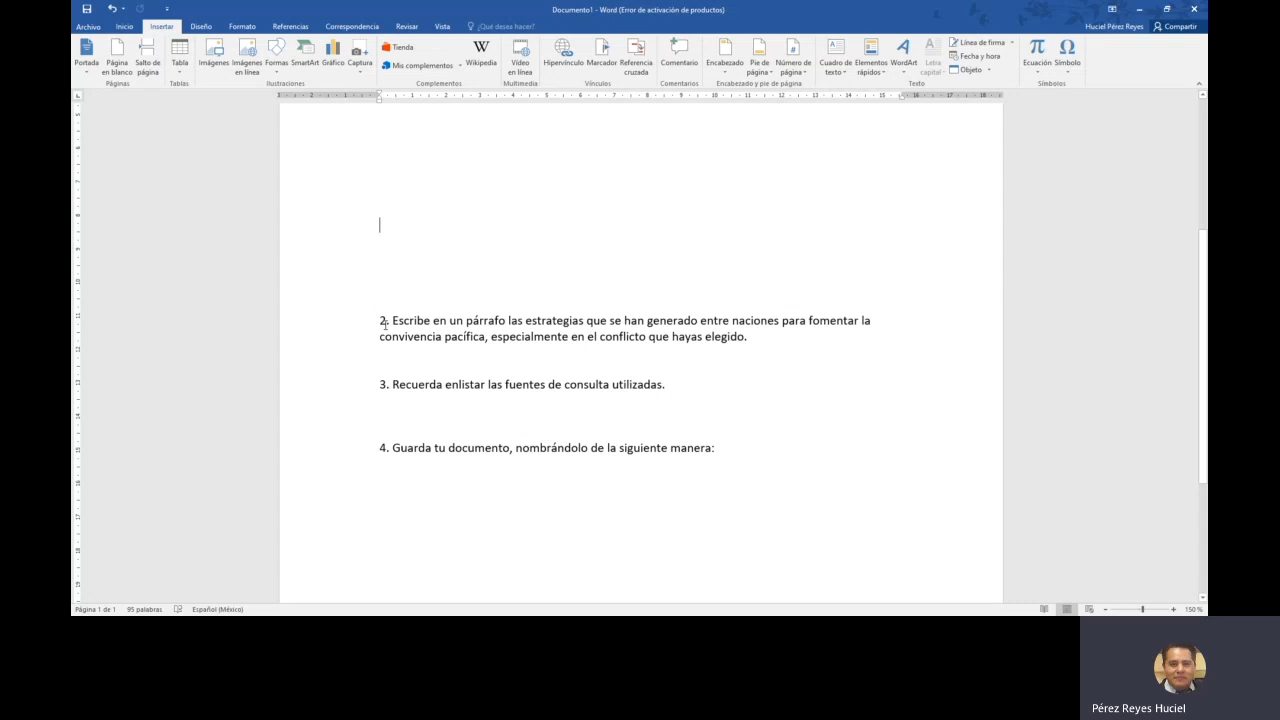 Documento1 - Word (Error de activación de productos)
Archivo Inicio Insertar Diseño Formato Referencias Correspondencia Revisar Vista ¿Qué desea hacer? Huciel Pérez Reyes Compartir
Portada
Página en blanco
Salto de página
Páginas
Tabla
Tablas
Imágenes
Imágenes en línea
Formas
SmartArt
Gráfico
Captura
Ilustraciones
Tienda
Mis complementos
Wikipedia
Complementos
Vídeo en línea
Multimedia
Hipervínculo
Marcador
Referencia cruzada
Vínculos
Comentario
Comentarios
Encabezado
Pie de página
Número de página
Encabezado y pie de página
Cuadro de texto
Elementos rápidos
WordArt
Letra capital
Línea de firma
Fecha y hora
Objeto
Texto
Ecuación
Símbolo
Símbolos
2. Escribe en un párrafo las estrategias que se han generado entre naciones para fomentar la
convivencia pacífica, especialmente en el conflicto que hayas elegido.
3. Recuerda enlistar las fuentes de consulta utilizadas.
4. Guarda tu documento, nombrándolo de la siguiente manera:
Página 1 de 1 95 palabras Español (México) 150 %
Pérez Reyes Huciel